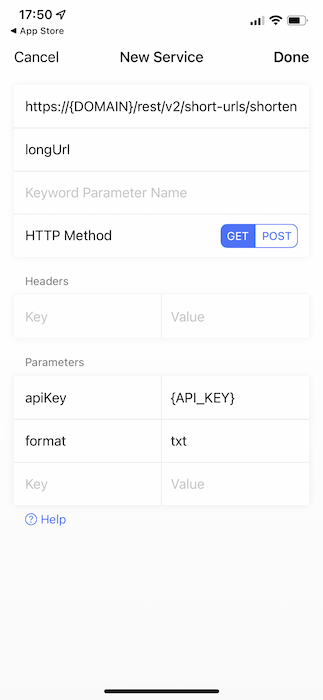 17:50
App Store
Cancel New Service Done
https://{DOMAIN}/rest/v2/short-urls/shorten
longUrl
Keyword Parameter Name
HTTP Method GET POST
Headers
Key Value
Parameters
apiKey {API_KEY}
format txt
Key Value
? Help